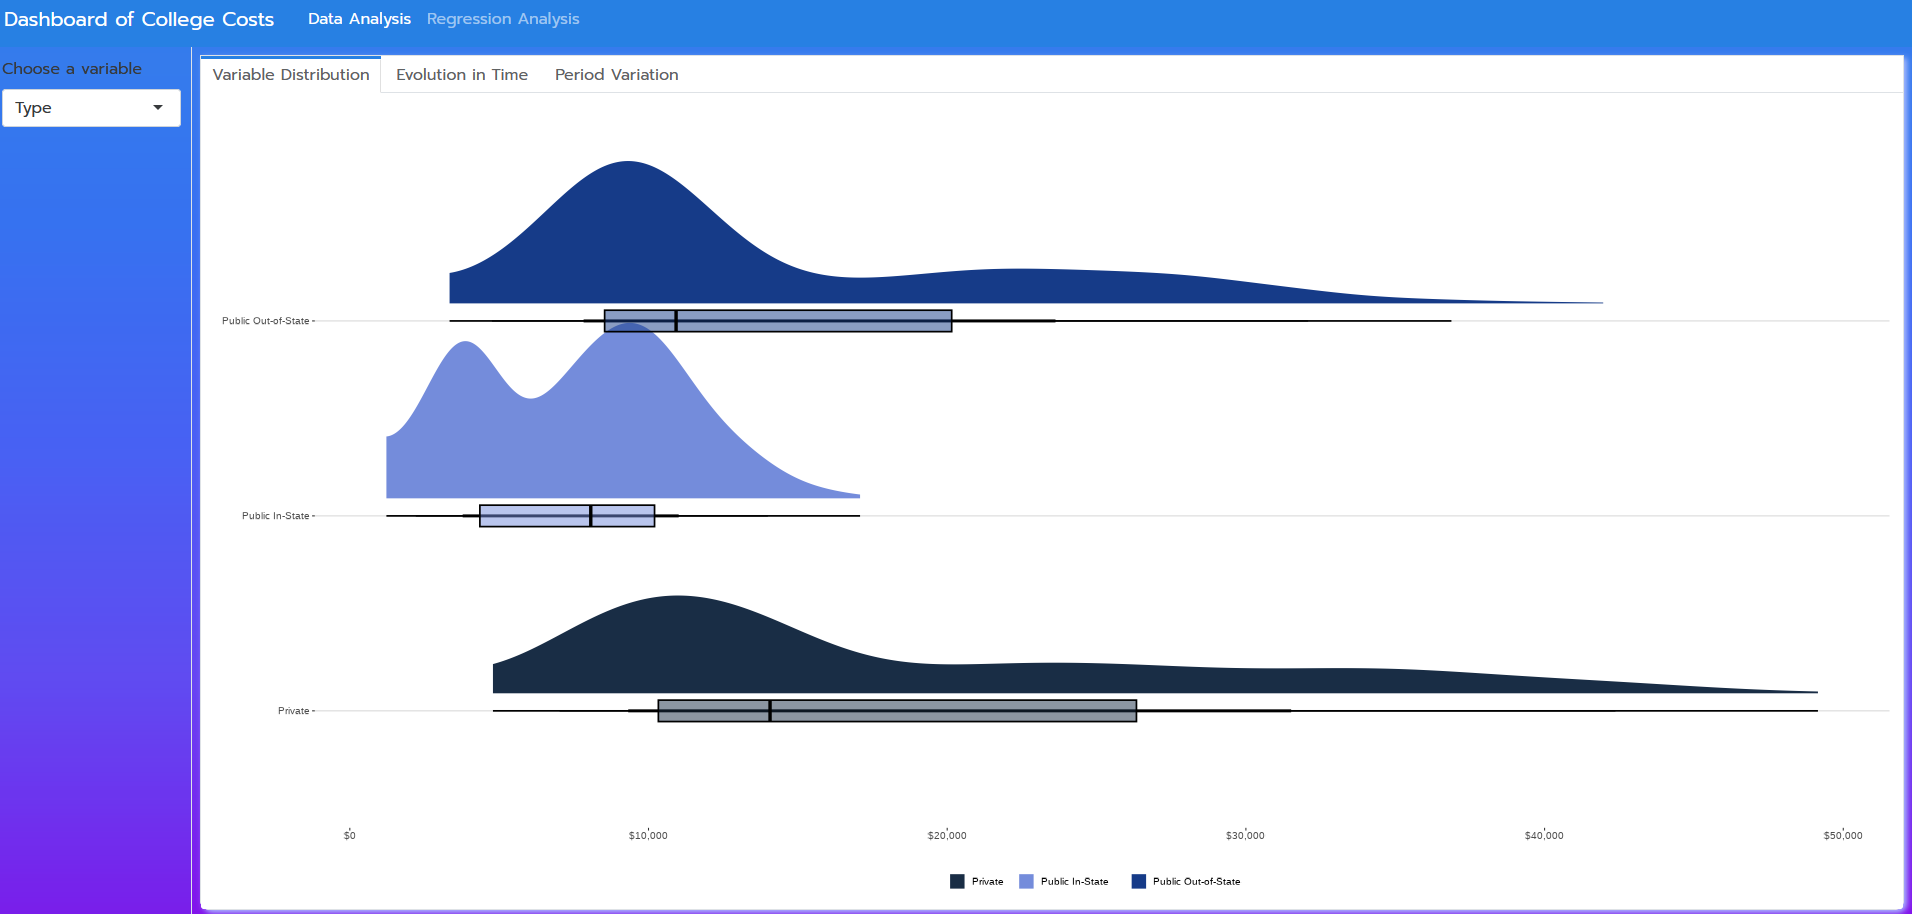 Dashboard of College Costs Data Analysis Regression Analysis
Choose a variable
Type
Variable Distribution Evolution in Time Period Variation
Public Out-of-State
Public In-State
Private
$0 $10,000 $20,000 $30,000 $40,000 $50,000
Private Public In-State Public Out-of-State